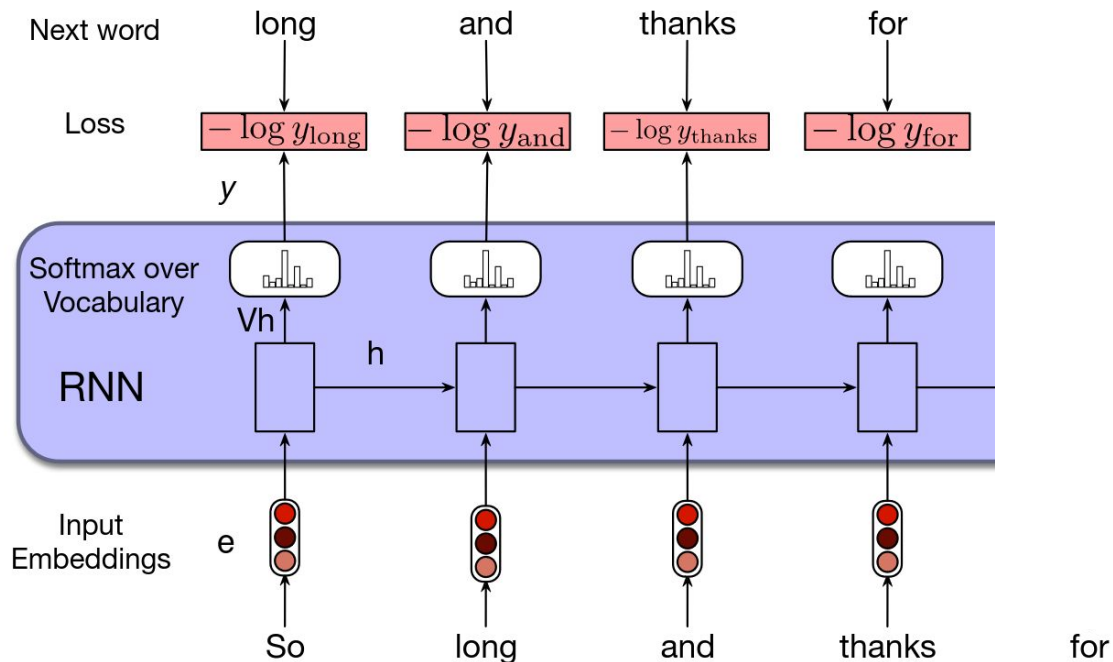 Next word long and thanks for
Loss − log y_long − log y_and − log y_thanks − log y_for
y
Softmax over
Vocabulary
Vh
h
RNN
Input
Embeddings
e
So long and thanks for